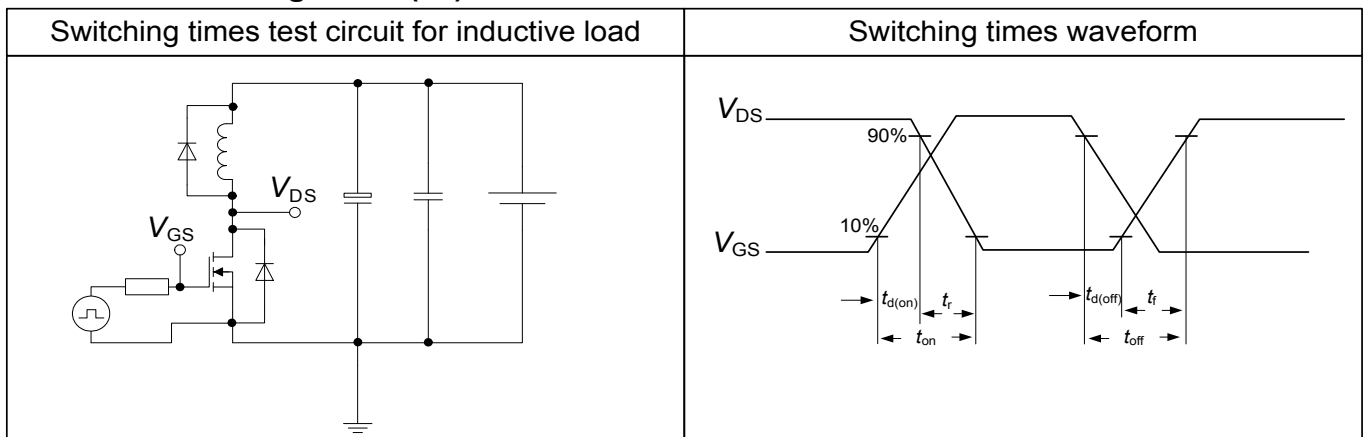 Switching times test circuit for inductive load
Switching times waveform
VDS
VGS
VDS
90%
10%
VGS
td(on)
tr
td(off)
tf
ton
toff